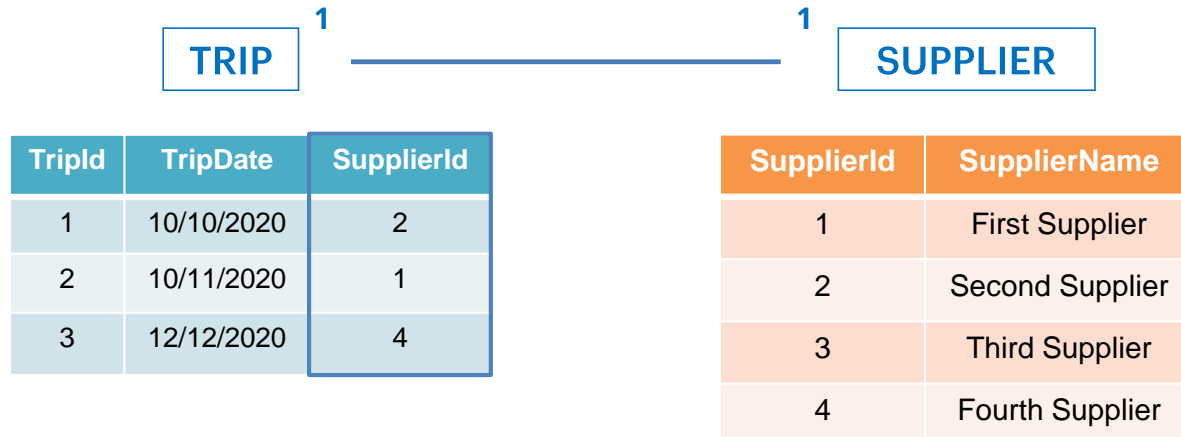 1 1
TRIP SUPPLIER
TripId TripDate SupplierId
1 10/10/2020 2
2 10/11/2020 1
3 12/12/2020 4
SupplierId SupplierName
1 First Supplier
2 Second Supplier
3 Third Supplier
4 Fourth Supplier